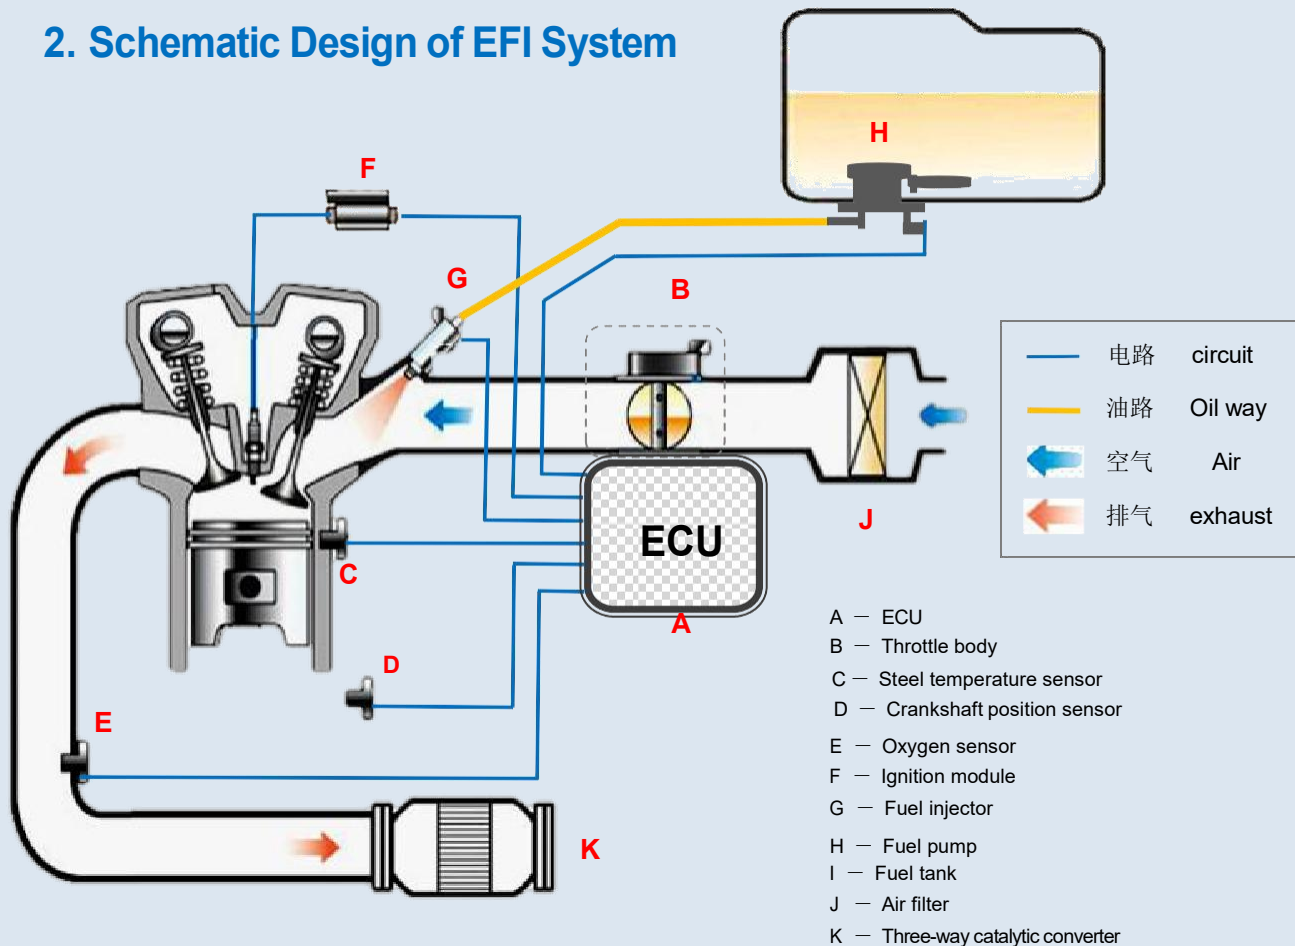 2. Schematic Design of EFI System
H
F
G
B
电路 circuit
油路 Oil way
空气 Air
排气 exhaust
J
ECU
C
A
D
E
K
A — ECU
B — Throttle body
C — Steel temperature sensor
D — Crankshaft position sensor
E — Oxygen sensor
F — Ignition module
G — Fuel injector
H — Fuel pump
I — Fuel tank
J — Air filter
K — Three-way catalytic converter